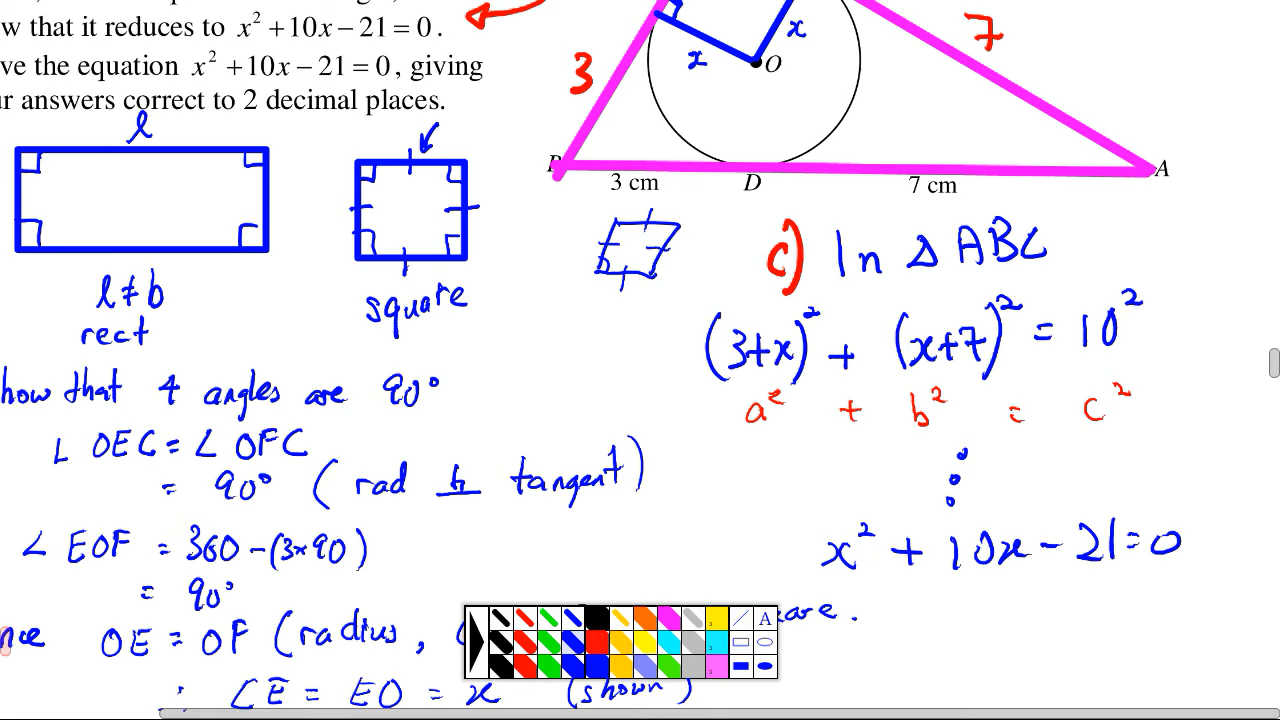 w that it reduces to x² + 10x − 21 = 0.
ve the equation x² + 10x − 21 = 0, giving
ur answers correct to 2 decimal places.
x
x
O
3
7
B
3 cm
D
7 cm
A
l
l ≠ b
rect
square
c) In △ ABC
(3+x)² + (x+7)² = 10²
a² + b² = c²
⋮
x² + 10x − 21 = 0
how that 4 angles are 90°
∠ OEC = ∠ OFC
= 90° (rad ⊥ tangent)
∠ EOF = 360 − (3×90)
= 90°
nce OE = OF (radius,
are.
∴ CE = EO = x (shown)
A